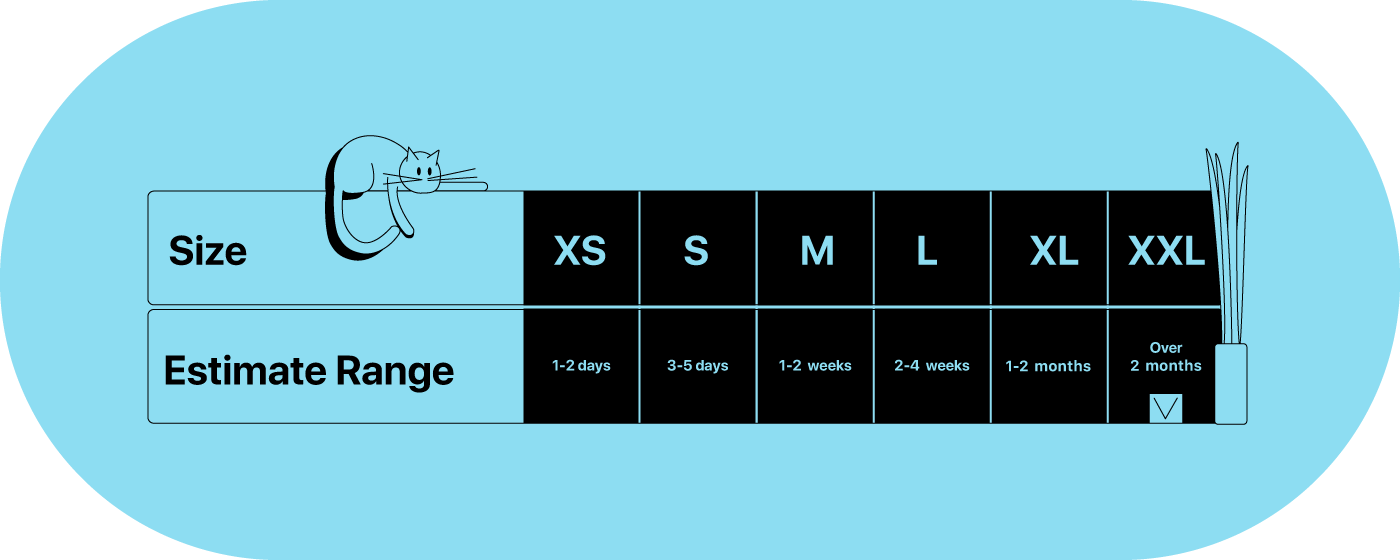 Size XS S M L XL XXL
Estimate Range 1-2 days 3-5 days 1-2 weeks 2-4 weeks 1-2 months Over
2 months